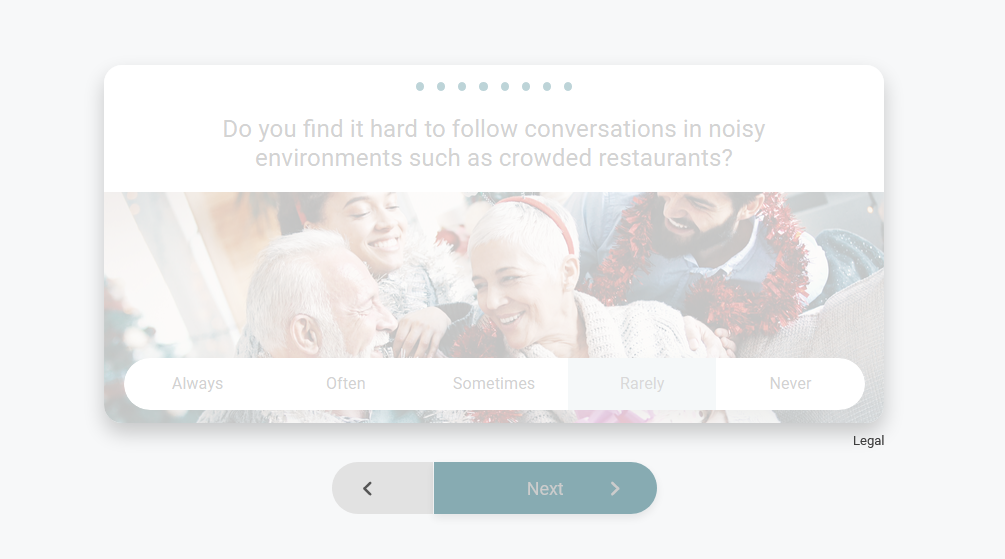 Do you find it hard to follow conversations in noisy
environments such as crowded restaurants?
Always Often Sometimes Rarely Never
Legal
Next